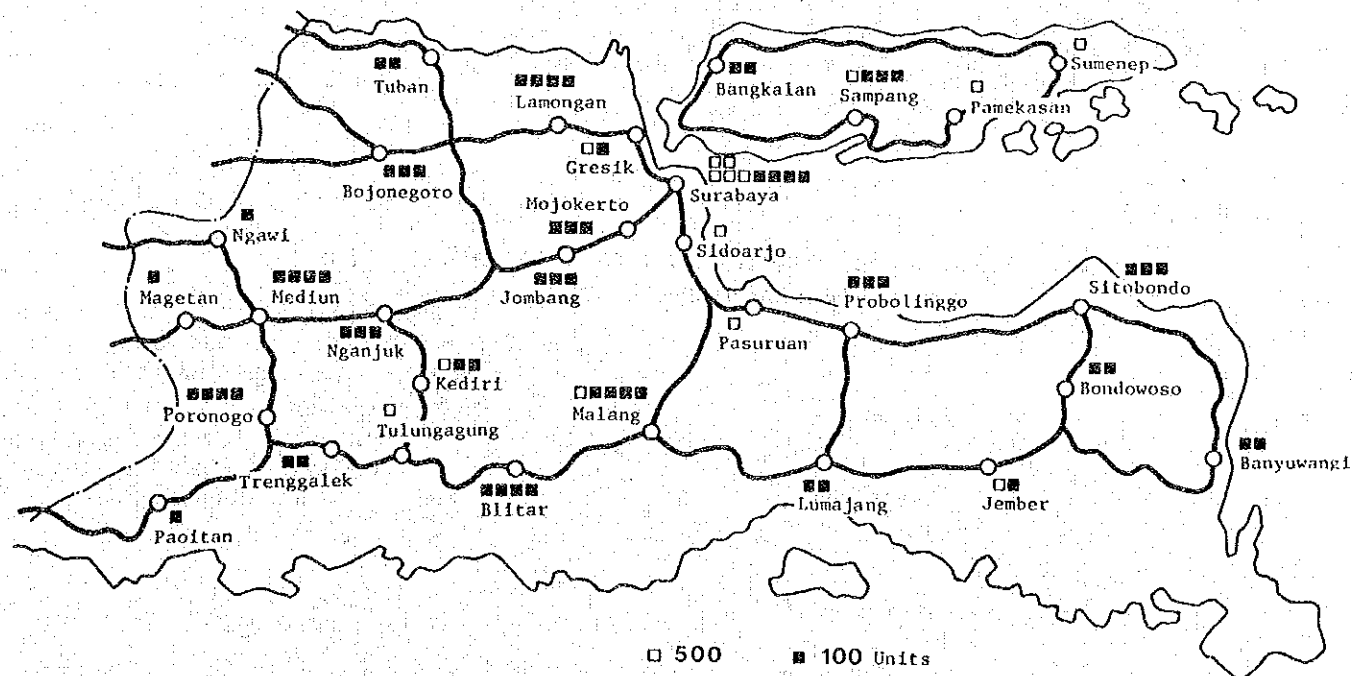 Sumenep
Tuban
Bangkalan
Sampang
Lamongan
Pamekasan
Gresik
Surabaya
Bojonegoro
Mojokerto
Ngawi
Sidoarjo
Jombang
Magetan
Mediun
Probolinggo
Sitobondo
Nganjuk
Pasuruan
Kediri
Bondowoso
Poronogo
Malang
Tulungagung
Banyuwangi
Trenggalek
Blitar
Lumajang
Jember
Paoitan
500
100 Units